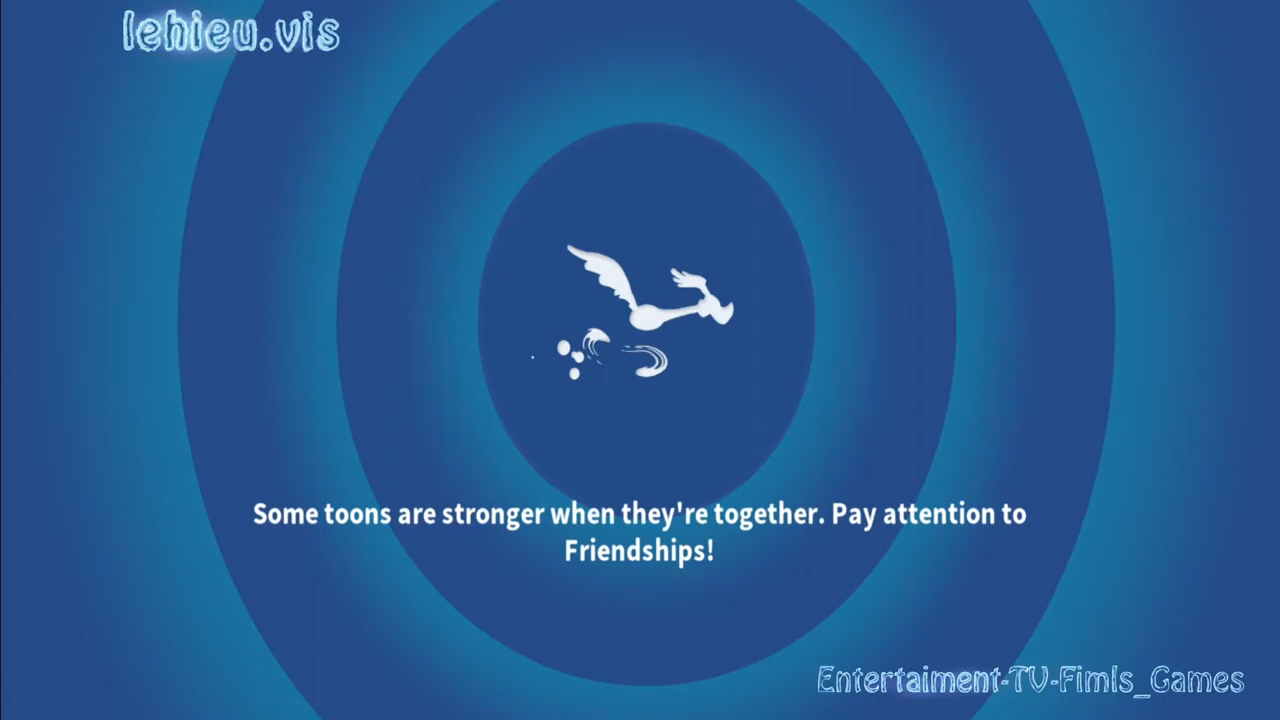 lehieu.vis
Some toons are stronger when they're together. Pay attention to
Friendships!
Entertaiment-TV-Fimls_Games